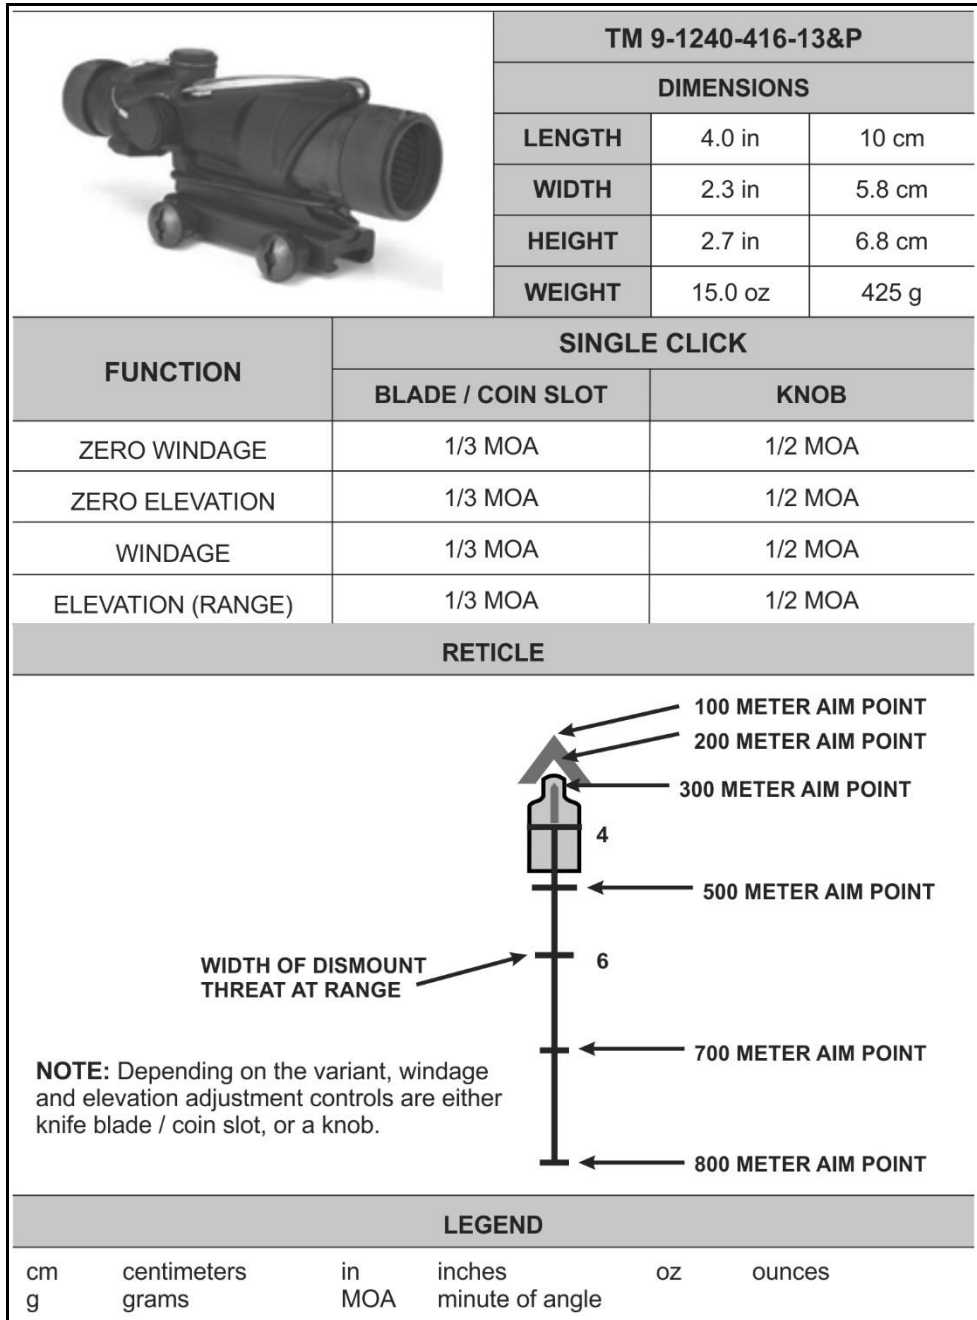 TM 9-1240-416-13&P
DIMENSIONS
LENGTH 4.0 in 10 cm
WIDTH 2.3 in 5.8 cm
HEIGHT 2.7 in 6.8 cm
WEIGHT 15.0 oz 425 g
FUNCTION
SINGLE CLICK
BLADE / COIN SLOT KNOB
ZERO WINDAGE 1/3 MOA 1/2 MOA
ZERO ELEVATION 1/3 MOA 1/2 MOA
WINDAGE 1/3 MOA 1/2 MOA
ELEVATION (RANGE) 1/3 MOA 1/2 MOA
RETICLE
100 METER AIM POINT
200 METER AIM POINT
300 METER AIM POINT
4
500 METER AIM POINT
6
WIDTH OF DISMOUNT
THREAT AT RANGE
700 METER AIM POINT
NOTE: Depending on the variant, windage
and elevation adjustment controls are either
knife blade / coin slot, or a knob.
800 METER AIM POINT
LEGEND
cm centimeters in inches oz ounces
g grams MOA minute of angle